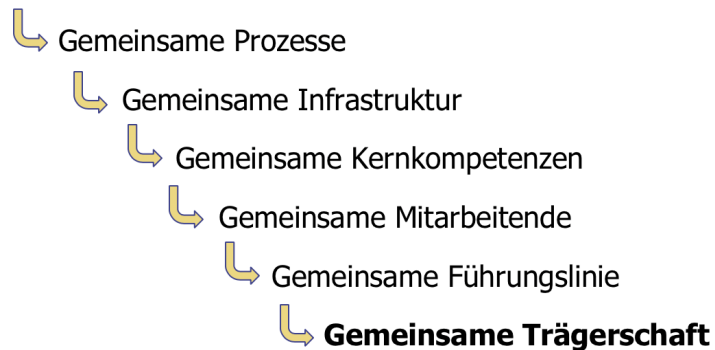 Gemeinsame Prozesse
Gemeinsame Infrastruktur
Gemeinsame Kernkompetenzen
Gemeinsame Mitarbeitende
Gemeinsame Führungslinie
Gemeinsame Trägerschaft